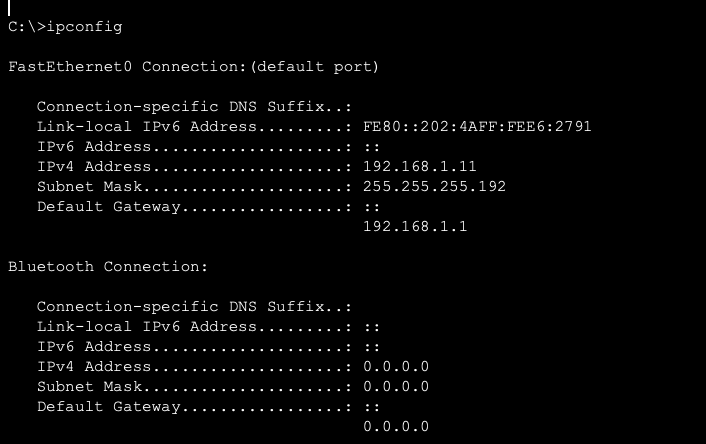 C:\>ipconfig
FastEthernet0 Connection:(default port)
Connection-specific DNS Suffix..:
Link-local IPv6 Address.........: FE80::202:4AFF:FEE6:2791
IPv6 Address....................: ::
IPv4 Address....................: 192.168.1.11
Subnet Mask.....................: 255.255.255.192
Default Gateway.................: ::
192.168.1.1
Bluetooth Connection:
Connection-specific DNS Suffix..:
Link-local IPv6 Address.........: ::
IPv6 Address....................: ::
IPv4 Address....................: 0.0.0.0
Subnet Mask.....................: 0.0.0.0
Default Gateway.................: ::
0.0.0.0